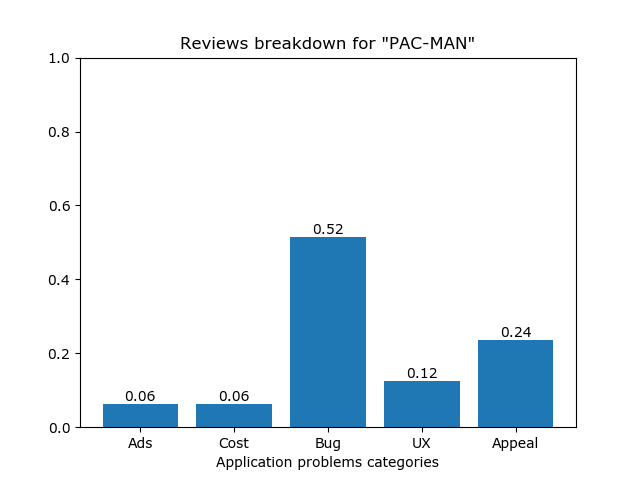 Reviews breakdown for "PAC-MAN"
1.0
0.8
0.6
0.4
0.2
0.0
0.06
0.06
0.52
0.12
0.24
Ads
Cost
Bug
UX
Appeal
Application problems categories